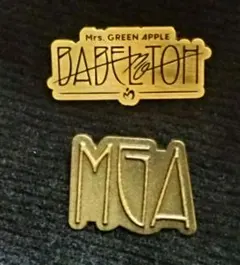 Mrs. GREEN APPLE
BABEL no TOH
MGA